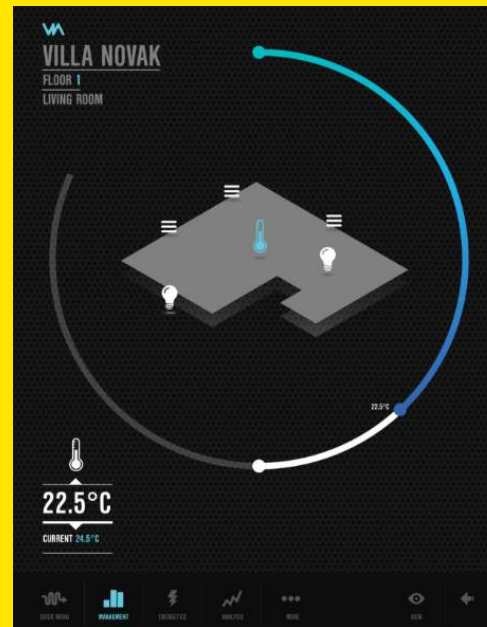 VILLA NOVAK
FLOOR 1
LIVING ROOM
22.5°C
22.5°C
CURRENT 24.5°C
QUICK MENU
MANAGEMENT
ENERGETICS
ANALYSIS
MORE
VIEW